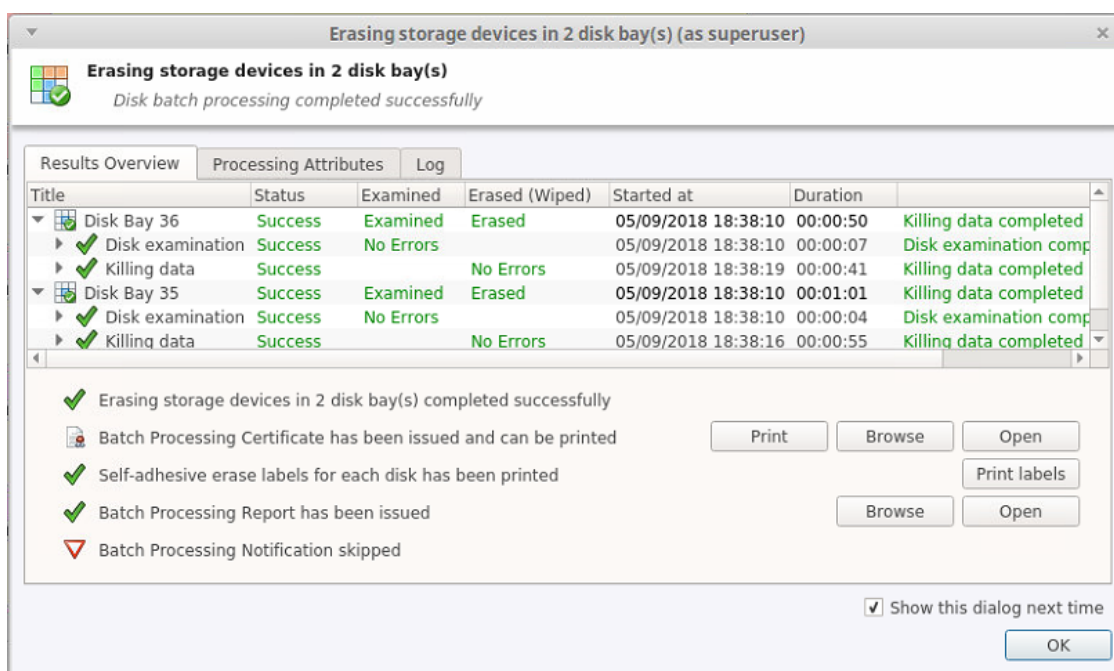 Erasing storage devices in 2 disk bay(s) (as superuser)
Erasing storage devices in 2 disk bay(s)
Disk batch processing completed successfully
Results Overview Processing Attributes Log
Title Status Examined Erased (Wiped) Started at Duration
Disk Bay 36 Success Examined Erased 05/09/2018 18:38:10 00:00:50 Killing data completed
Disk examination Success No Errors 05/09/2018 18:38:10 00:00:07 Disk examination comp
Killing data Success No Errors 05/09/2018 18:38:19 00:00:41 Killing data completed
Disk Bay 35 Success Examined Erased 05/09/2018 18:38:10 00:01:01 Killing data completed
Disk examination Success No Errors 05/09/2018 18:38:10 00:00:04 Disk examination comp
Killing data Success No Errors 05/09/2018 18:38:16 00:00:55 Killing data completed
Erasing storage devices in 2 disk bay(s) completed successfully
Batch Processing Certificate has been issued and can be printed Print Browse Open
Self-adhesive erase labels for each disk has been printed Print labels
Batch Processing Report has been issued Browse Open
Batch Processing Notification skipped
Show this dialog next time
OK